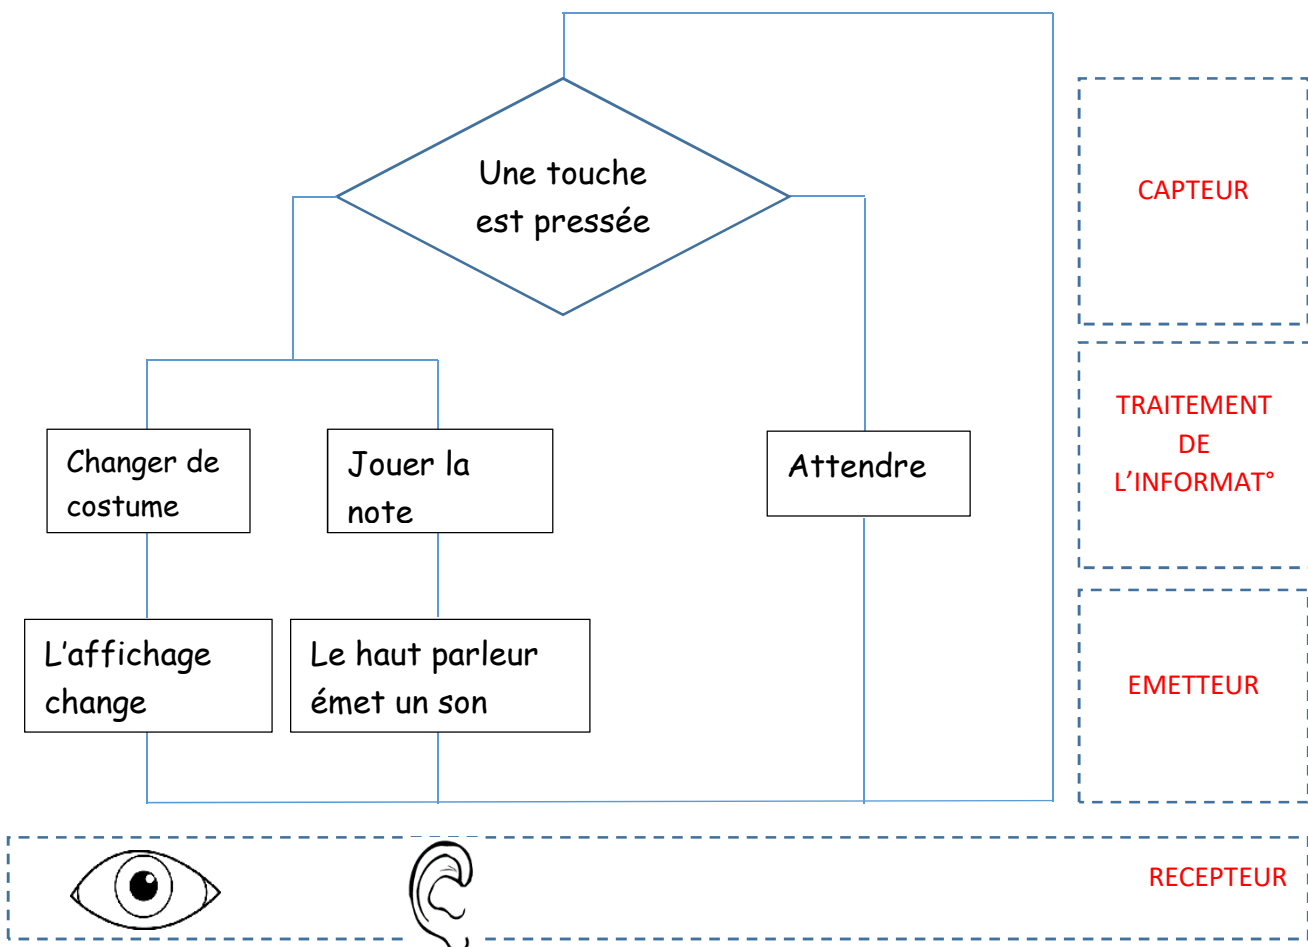 Une touche
est pressée
CAPTEUR
Changer de
costume
Jouer la
note
Attendre
TRAITEMENT
DE
L'INFORMAT°
L'affichage
change
Le haut parleur
émet un son
EMETTEUR
RECEPTEUR